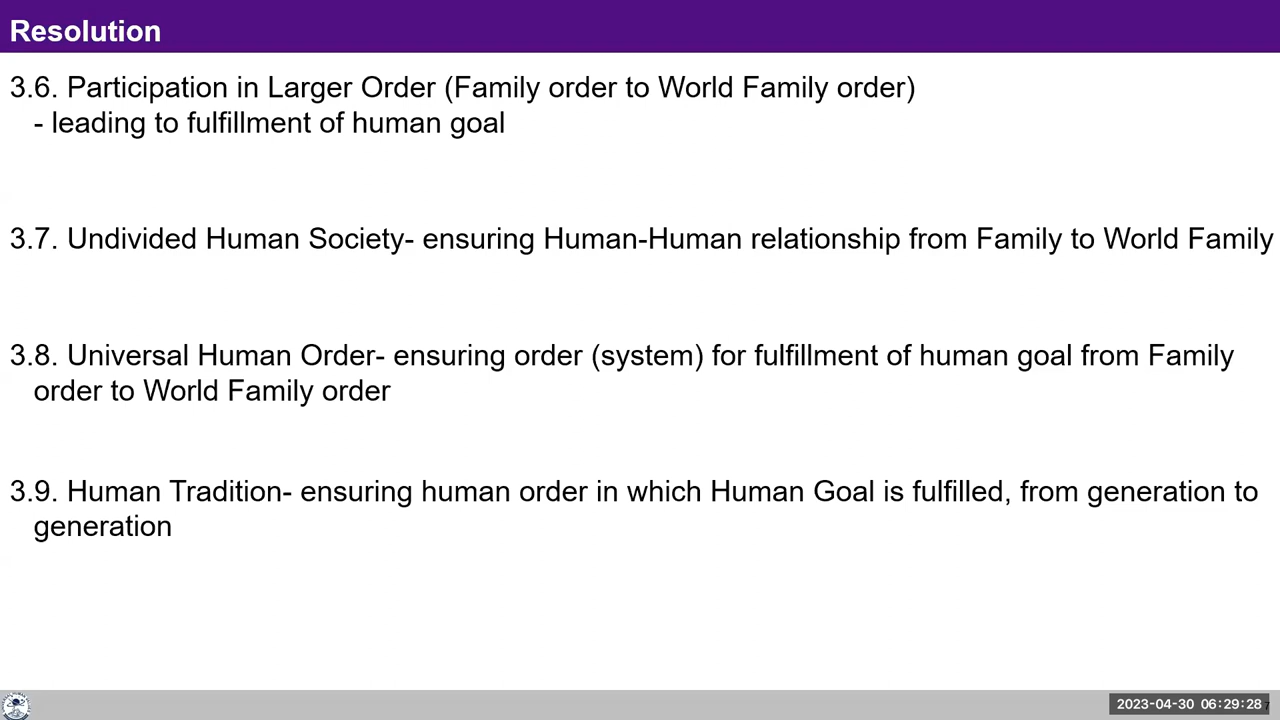 Resolution
3.6. Participation in Larger Order (Family order to World Family order)
- leading to fulfillment of human goal
3.7. Undivided Human Society- ensuring Human-Human relationship from Family to World Family
3.8. Universal Human Order- ensuring order (system) for fulfillment of human goal from Family
order to World Family order
3.9. Human Tradition- ensuring human order in which Human Goal is fulfilled, from generation to
generation
2023-04-30 06:29:28
7